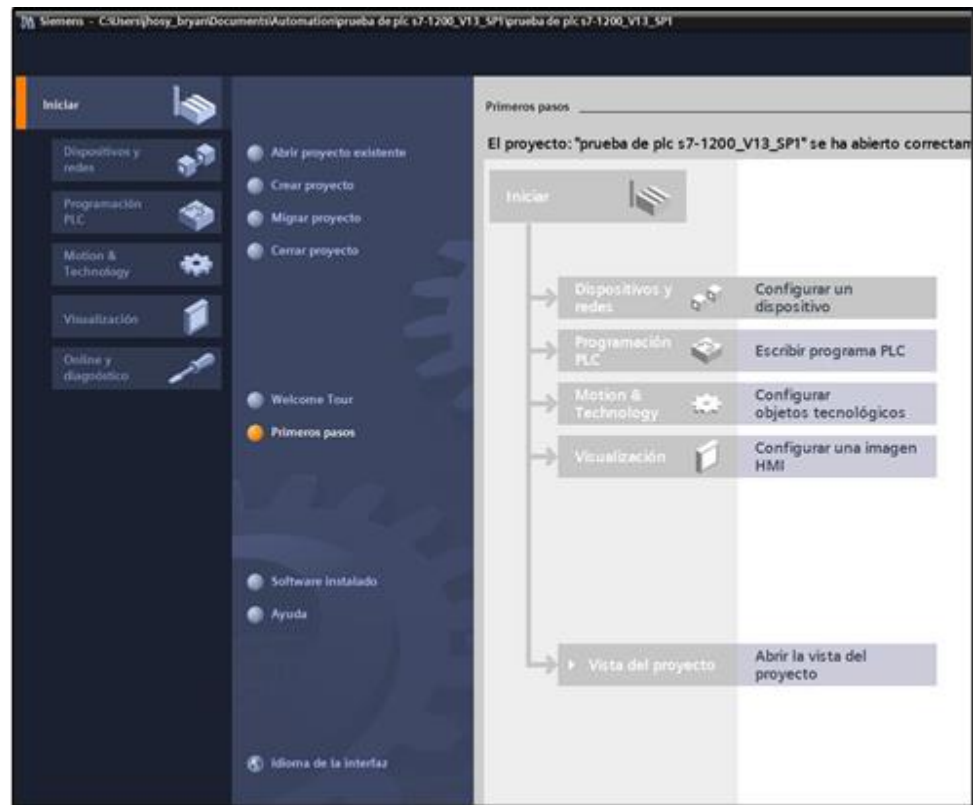 Siemens - C:\Users\jhosy_bryan\Documents\Automation\prueba de plc s7-1200_V13_SP1\prueba de plc s7-1200_V13_SP1
Iniciar
Dispositivos y
redes
Programación
PLC
Motion &
Technology
Visualización
Online y
diagnóstico
Abrir proyecto existente
Crear proyecto
Migrar proyecto
Cerrar proyecto
Welcome Tour
Primeros pasos
Software instalado
Ayuda
Idioma de la interfaz
Primeros pasos
El proyecto: "prueba de plc s7-1200_V13_SP1" se ha abierto correctam
Iniciar
Dispositivos y
redes
Configurar un
dispositivo
Programación
PLC
Escribir programa PLC
Motion &
Technology
Configurar
objetos tecnológicos
Visualización
Configurar una imagen
HMI
Vista del proyecto
Abrir la vista del
proyecto